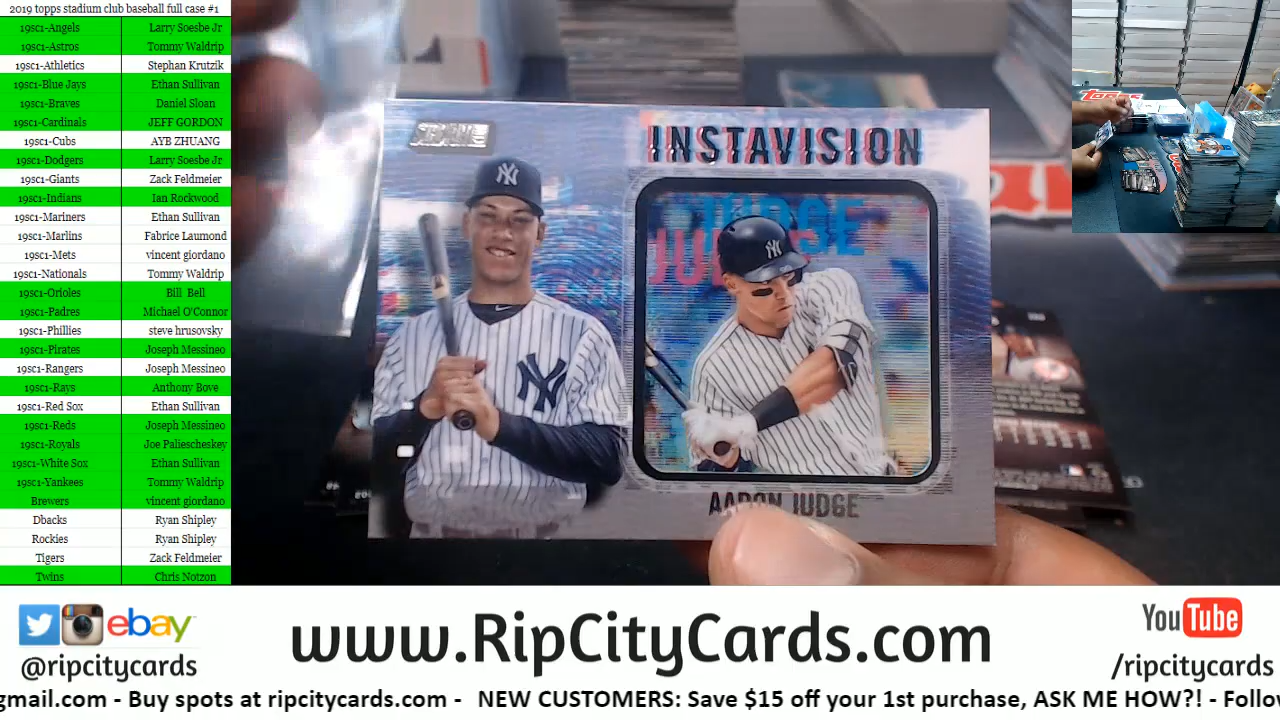 2019 topps stadium club baseball full case #1
19sc1-Angels Larry Soesbe Jr
19sc1-Astros Tommy Waldrip
19sc1-Athletics Stephan Krutzik
19sc1-Blue Jays Ethan Sullivan
19sc1-Braves Daniel Sloan
19sc1-Cardinals JEFF GORDON
19sc1-Cubs AYB ZHUANG
19sc1-Dodgers Larry Soesbe Jr
19sc1-Giants Zack Feldmeier
19sc1-Indians Ian Rockwood
19sc1-Mariners Ethan Sullivan
19sc1-Marlins Fabrice Laumond
19sc1-Mets vincent giordano
19sc1-Nationals Tommy Waldrip
19sc1-Orioles Bill Bell
19sc1-Padres Michael O'Connor
19sc1-Phillies steve hrusovsky
19sc1-Pirates Joseph Messineo
19sc1-Rangers Joseph Messineo
19sc1-Rays Anthony Bove
19sc1-Red Sox Ethan Sullivan
19sc1-Reds Joseph Messineo
19sc1-Royals Joe Paliescheskey
19sc1-White Sox Ethan Sullivan
19sc1-Yankees Tommy Waldrip
Brewers vincent giordano
Dbacks Ryan Shipley
Rockies Ryan Shipley
Tigers Zack Feldmeier
Twins Chris Notzon
INSTAVISION
JUDGE
NY
NY
NY
AARON JUDGE
Topps
ebay
@ripcitycards
www.RipCityCards.com
YouTube
/ripcitycards
gmail.com - Buy spots at ripcitycards.com - NEW CUSTOMERS: Save $15 off your 1st purchase, ASK ME HOW?! - Follow